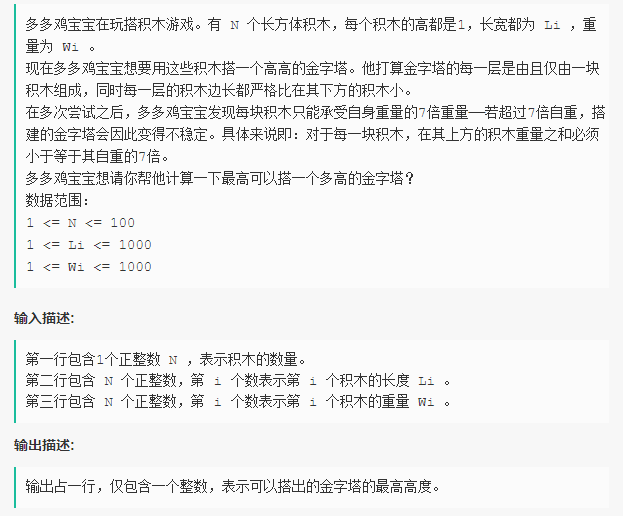 多多鸡宝宝在玩搭积木游戏。有 N 个长方体积木，每个积木的高都是1，长宽都为 Li ，重
量为 Wi 。
现在多多鸡宝宝想要用这些积木搭一个高高的金字塔。他打算金字塔的每一层是由且仅由一块
积木组成，同时每一层的积木边长都严格比在其下方的积木小。
在多次尝试之后，多多鸡宝宝发现每块积木只能承受自身重量的7倍重量——若超过7倍自重，搭
建的金字塔会因此变得不稳定。具体来说即：对于每一块积木，在其上方的积木重量之和必须
小于等于其自重的7倍。
多多鸡宝宝想请你帮他计算一下最高可以搭一个多高的金字塔？
数据范围：
1 <= N <= 100
1 <= Li <= 1000
1 <= Wi <= 1000
输入描述:
第一行包含1个正整数 N ，表示积木的数量。
第二行包含 N 个正整数，第 i 个数表示第 i 个积木的长度 Li 。
第三行包含 N 个正整数，第 i 个数表示第 i 个积木的重量 Wi 。
输出描述:
输出占一行，仅包含一个整数，表示可以搭出的金字塔的最高高度。